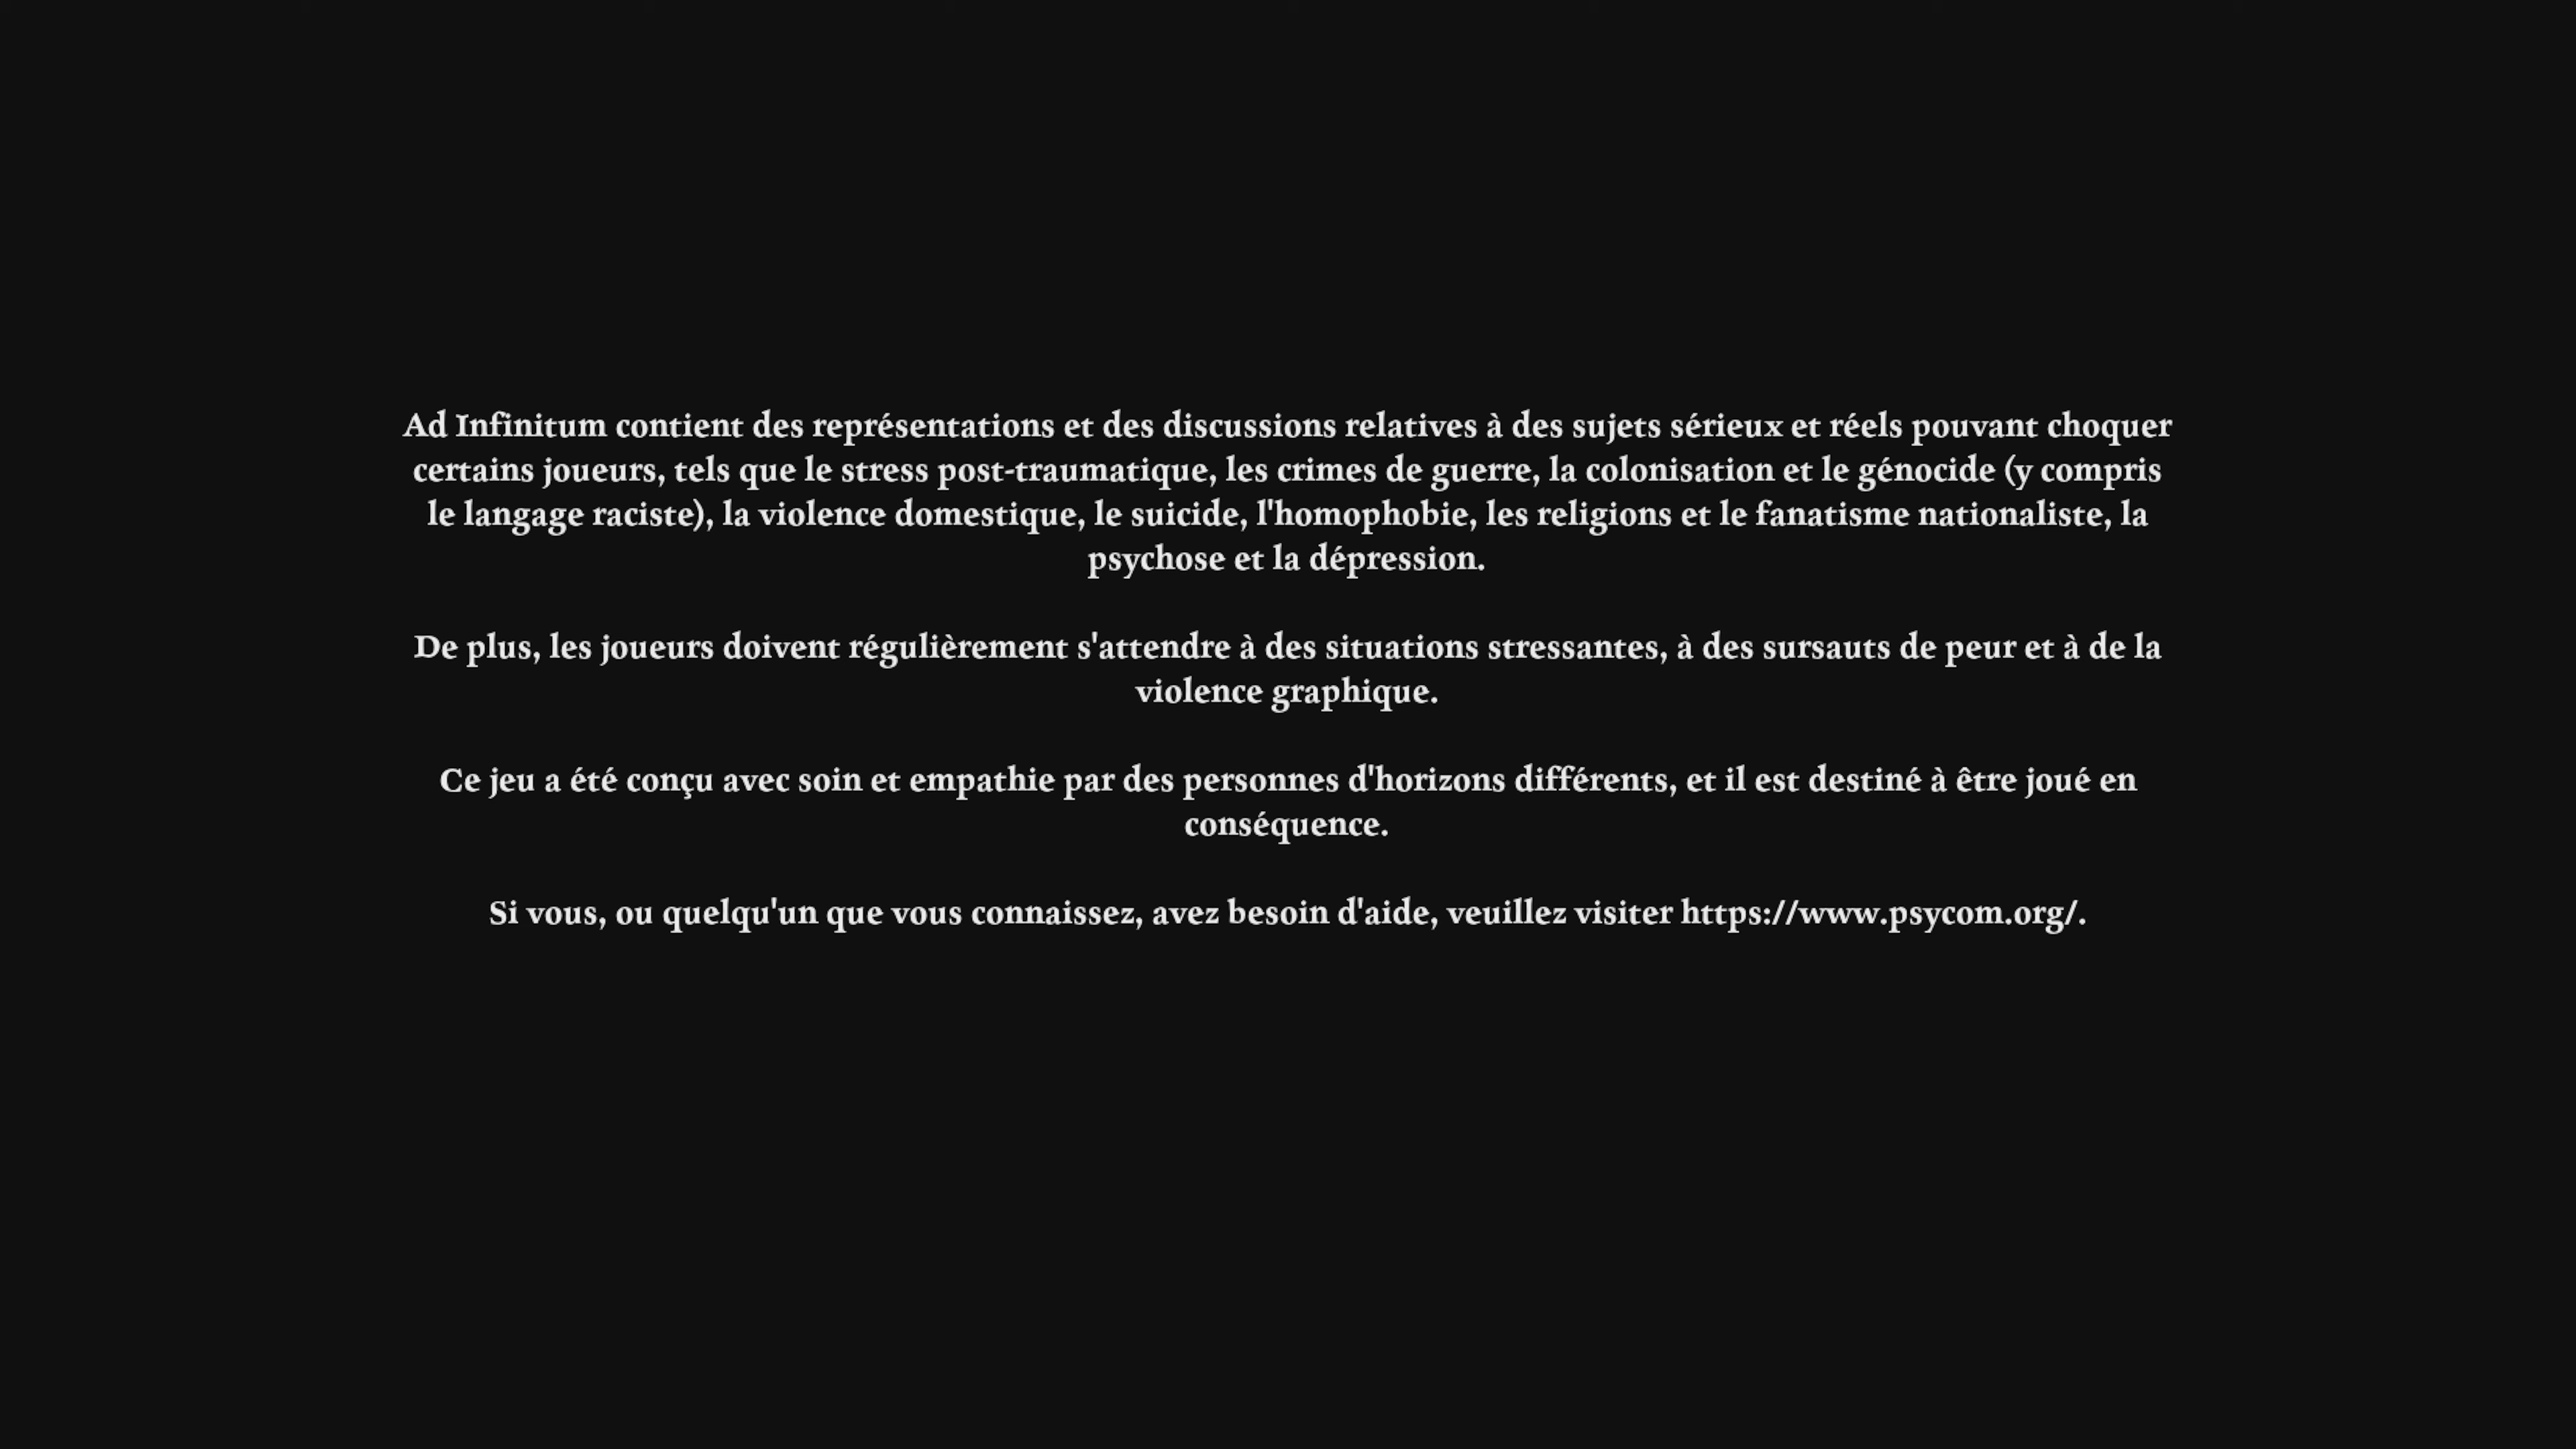 Ad Infinitum contient des représentations et des discussions relatives à des sujets sérieux et réels pouvant choquer
certains joueurs, tels que le stress post-traumatique, les crimes de guerre, la colonisation et le génocide (y compris
le langage raciste), la violence domestique, le suicide, l'homophobie, les religions et le fanatisme nationaliste, la
psychose et la dépression.
De plus, les joueurs doivent régulièrement s'attendre à des situations stressantes, à des sursauts de peur et à de la
violence graphique.
Ce jeu a été conçu avec soin et empathie par des personnes d'horizons différents, et il est destiné à être joué en
conséquence.
Si vous, ou quelqu'un que vous connaissez, avez besoin d'aide, veuillez visiter https://www.psycom.org/.